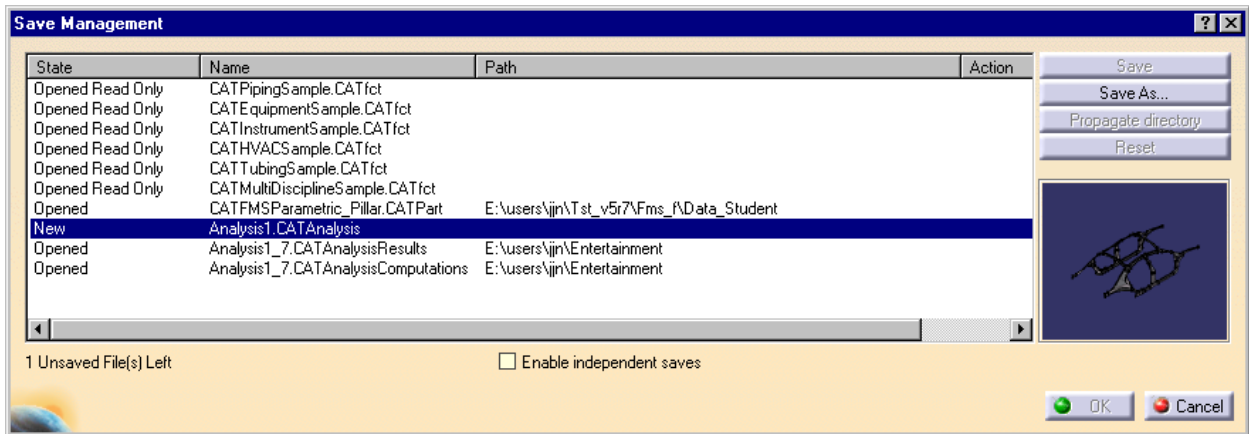 Save Management
State Name Path Action
Opened Read Only CATPipingSample.CATfct
Opened Read Only CATEquipmentSample.CATfct
Opened Read Only CATInstrumentSample.CATfct
Opened Read Only CATHVACSample.CATfct
Opened Read Only CATTubingSample.CATfct
Opened Read Only CATMultiDisciplineSample.CATfct
Opened CATFMSParametric_Pillar.CATPart E:\users\jjn\Tst_v5r7\Fms_f\Data_Student
New Analysis1.CATAnalysis
Opened Analysis1_7.CATAnalysisResults E:\users\jjn\Entertainment
Opened Analysis1_7.CATAnalysisComputations E:\users\jjn\Entertainment
Save
Save As...
Propagate directory
Reset
1 Unsaved File(s) Left
Enable independent saves
OK Cancel